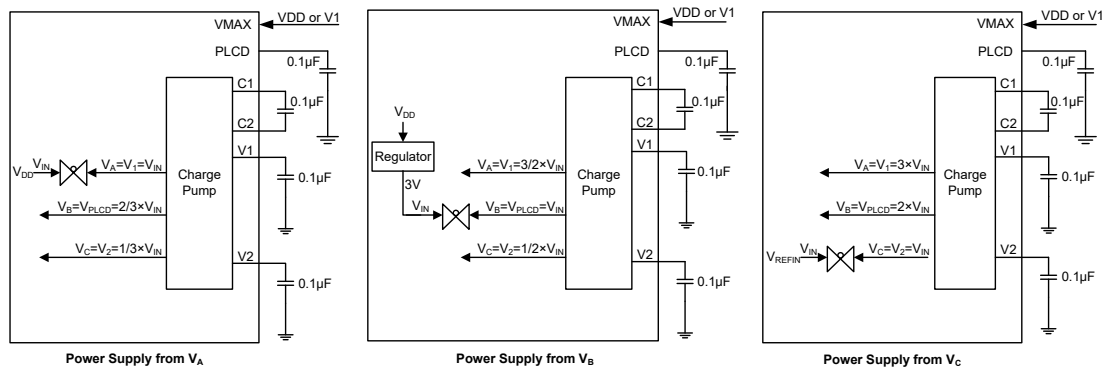 VMAX
VDD or V1
PLCD
0.1µF
C1
0.1µF
C2
V1
0.1µF
Charge
Pump
VDD
VIN
VA=V1=VIN
VB=VPLCD=2/3×VIN
VC=V2=1/3×VIN
V2
0.1µF
Power Supply from VA
VMAX
VDD or V1
PLCD
0.1µF
C1
0.1µF
C2
V1
0.1µF
Charge
Pump
VDD
Regulator
3V
VIN
VA=V1=3/2×VIN
VB=VPLCD=VIN
VC=V2=1/2×VIN
V2
0.1µF
Power Supply from VB
VMAX
VDD or V1
PLCD
0.1µF
C1
0.1µF
C2
V1
0.1µF
Charge
Pump
VA=V1=3×VIN
VB=VPLCD=2×VIN
VREFIN
VIN
VC=V2=VIN
V2
0.1µF
Power Supply from VC